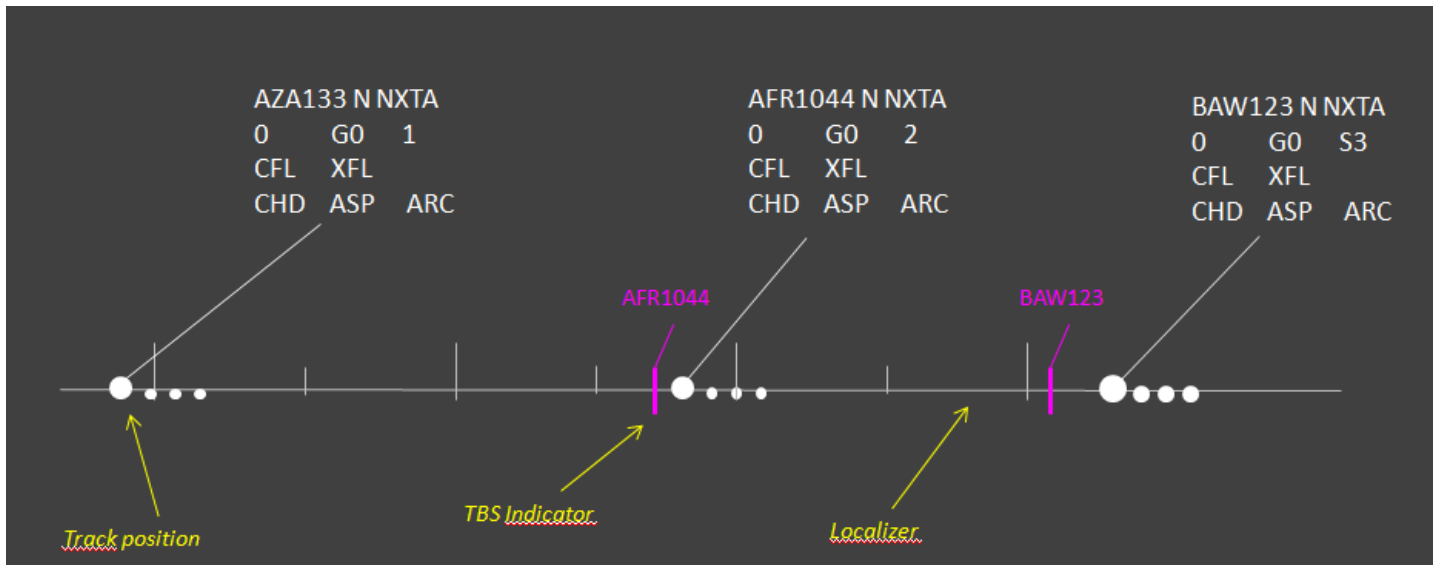 AZA133 N NXTA
0 G0 1
CFL XFL
CHD ASP ARC
AFR1044 N NXTA
0 G0 2
CFL XFL
CHD ASP ARC
BAW123 N NXTA
0 G0 S3
CFL XFL
CHD ASP ARC
AFR1044
BAW123
Track position
TBS Indicator
Localizer